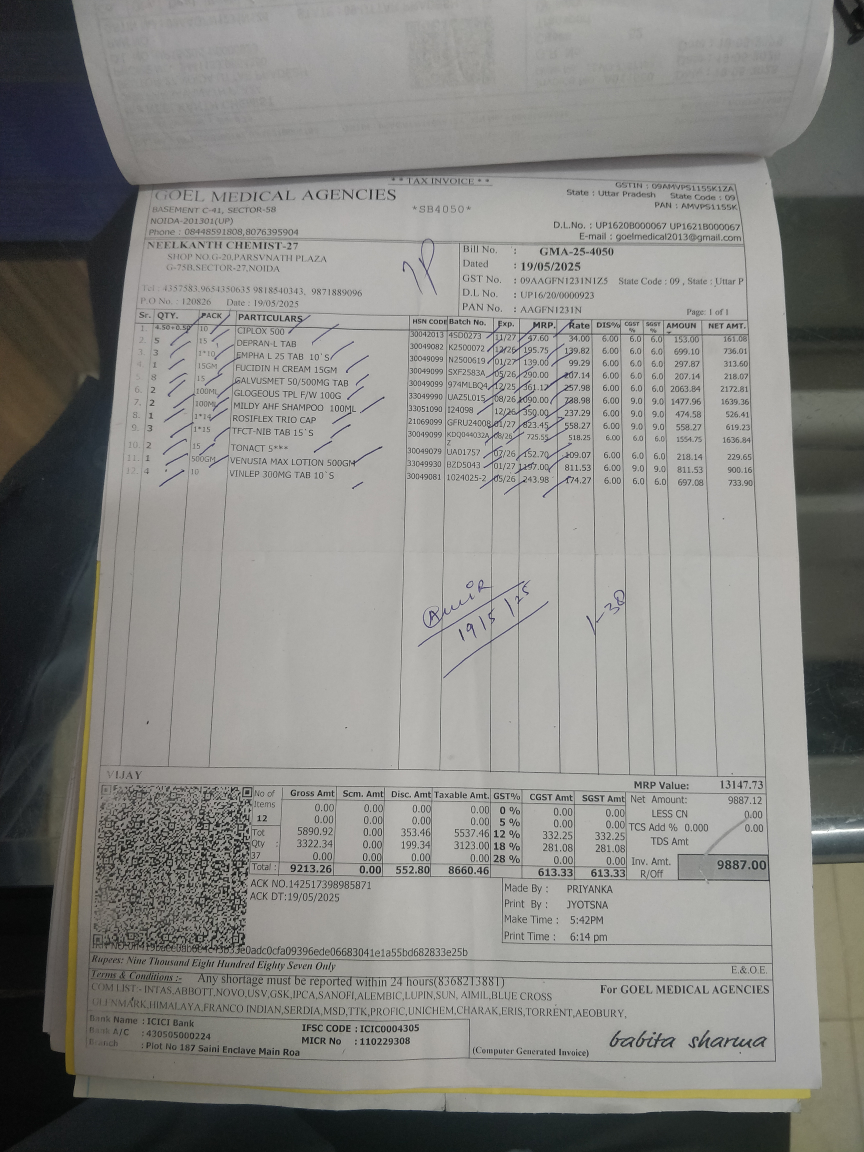 * * TAX INVOICE * *
GOEL MEDICAL AGENCIES
BASEMENT C-41, SECTOR-58
NOIDA-201301(UP)
Phone : 08448591808,8076395904
*SB4050*
GSTIN : 09AMVPS1155K1ZA
State : Uttar Pradesh State Code : 09
PAN : AMVPS1155K
D.L.No. : UP1620B000067 UP1621B000067
E-mail : goelmedical2013@gmail.com
NEELKANTH CHEMIST-27
SHOP NO.G-20,PARSVNATH PLAZA
G-75B,SECTOR-27,NOIDA
Tel : 4357583,9654350635 9818540343, 9871889096
P.O No. : 120826 Date : 19/05/2025
Bill No. : GMA-25-4050
Dated : 19/05/2025
GST No. : 09AAGFN1231N1Z5 State Code : 09 , State : Uttar P
D.L No. : UP16/20/0000923
PAN No. : AAGFN1231N
Page: 1 of 1
Sr. QTY. PACK PARTICULARS HSN CODE Batch No. Exp. MRP. Rate DIS% CGST % SGST % AMOUN NET AMT.
1. 4.50+0.50 10 CIPLOX 500 30042013 4SD0273 11/27 47.60 34.00 6.00 6.0 6.0 153.00 161.08
2. 5 15 DEPRAN-L TAB 30049082 K2500072 12/26 195.75 139.82 6.00 6.0 6.0 699.10 736.01
3. 3 1*10 EMPHA L 25 TAB 10`S 30049099 N2500619 01/27 139.00 99.29 6.00 6.0 6.0 297.87 313.60
4. 1 15GM FUCIDIN H CREAM 15GM 30049099 SXF2583A 05/26 290.00 207.14 6.00 6.0 6.0 207.14 218.07
5. 8 15 GALVUSMET 50/500MG TAB 30049099 974MLBQ4 12/25 361.17 257.98 6.00 6.0 6.0 2063.84 2172.81
6. 2 100ML GLOGEOUS TPL F/W 100G 33049990 UAZ5L015 08/26 1090.00 738.98 6.00 9.0 9.0 1477.96 1639.36
7. 2 100ML MILDY AHF SHAMPOO 100ML 33051090 I24098 12/26 350.00 237.29 6.00 9.0 9.0 474.58 526.41
8. 1 1*15 ROSIFLEX TRIO CAP 21069099 GFRU24008 01/27 823.45 558.27 6.00 9.0 9.0 558.27 619.23
9. 3 1*15 TFCT-NIB TAB 15`S 30049099 KDQ044032A Z 08/26 725.55 518.25 6.00 6.0 6.0 1554.75 1636.84
10. 2 15 TONACT 5*** 30049079 UA01757 07/26 152.70 109.07 6.00 6.0 6.0 218.14 229.65
11. 1 500GM VENUSIA MAX LOTION 500GM 33049930 BZD5043 01/27 1197.00 811.53 6.00 9.0 9.0 811.53 900.16
12. 4 10 VINLEP 300MG TAB 10`S 30049081 1024025-2 05/26 243.98 174.27 6.00 6.0 6.0 697.08 733.90
19/5/25
1-38
VIJAY
No of Items 12
Tot Qty : 37
Gross Amt Scm. Amt Disc. Amt Taxable Amt. GST% CGST Amt SGST Amt
0.00 0.00 0.00 0.00 0 % 0.00 0.00
0.00 0.00 0.00 0.00 5 % 0.00 0.00
5890.92 0.00 353.46 5537.46 12 % 332.25 332.25
3322.34 0.00 199.34 3123.00 18 % 281.08 281.08
0.00 0.00 0.00 0.00 28 % 0.00 0.00
Total : 9213.26 0.00 552.80 8660.46 613.33 613.33
MRP Value: 13147.73
Net Amount: 9887.12
LESS CN 0.00
TCS Add % 0.000 0.00
TDS Amt
Inv. Amt. R/Off 9887.00
ACK NO.142517398985871
ACK DT:19/05/2025
Made By : PRIYANKA
Print By : JYOTSNA
Make Time : 5:42PM
Print Time : 6:14 pm
Rupees: Nine Thousand Eight Hundred Eighty Seven Only
E.& O.E.
Terms & Conditions :- Any shortage must be reported within 24 hours(8368213881)
COM LIST - INTAS,ABBOTT,NOVO,USV,GSK,IPCA,SANOFI,ALEMBIC,LUPIN,SUN, AIMIL,BLUE CROSS
GLENMARK,HIMALAYA,FRANCO INDIAN,SERDIA,MSD,TTK,PROFIC,UNICHEM,CHARAK,ERIS,TORRENT,AEOBURY,
For GOEL MEDICAL AGENCIES
Bank Name : ICICI Bank
Bank A/C : 430505000224
Branch : Plot No 187 Saini Enclave Main Roa
IFSC CODE : ICIC0004305
MICR No : 110229308
(Computer Generated Invoice)
babita sharma